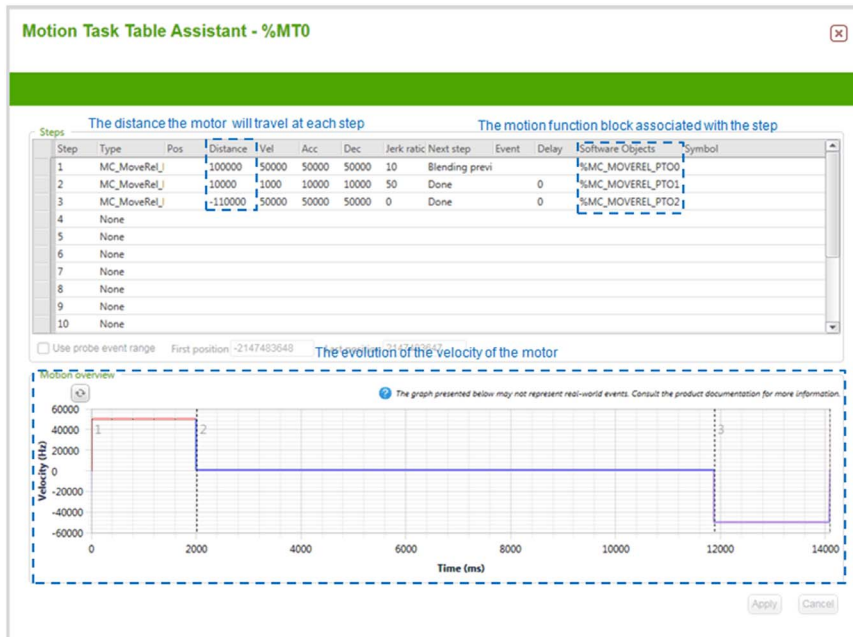 Motion Task Table Assistant - %MT0
The distance the motor will travel at each step
The motion function block associated with the step
Steps
Step Type Pos Distance Vel Acc Dec Jerk ratic Next step Event Delay Software Objects Symbol
1 MC_MoveRel_I 100000 50000 50000 50000 10 Blending previ %MC_MOVEREL_PTO0
2 MC_MoveRel_I 10000 1000 10000 10000 50 Done 0 %MC_MOVEREL_PTO1
3 MC_MoveRel_I -110000 50000 50000 50000 0 Done 0 %MC_MOVEREL_PTO2
4 None
5 None
6 None
7 None
8 None
9 None
10 None
Use probe event range First position -2147483648
The evolution of the velocity of the motor
Motion overview
The graph presented below may not represent real-world events. Consult the product documentation for more information.
60000
40000
20000
0
-20000
-40000
-60000
Velocity (Hz)
1 2 3
0 2000 4000 6000 8000 10000 12000 14000
Time (ms)
Apply Cancel